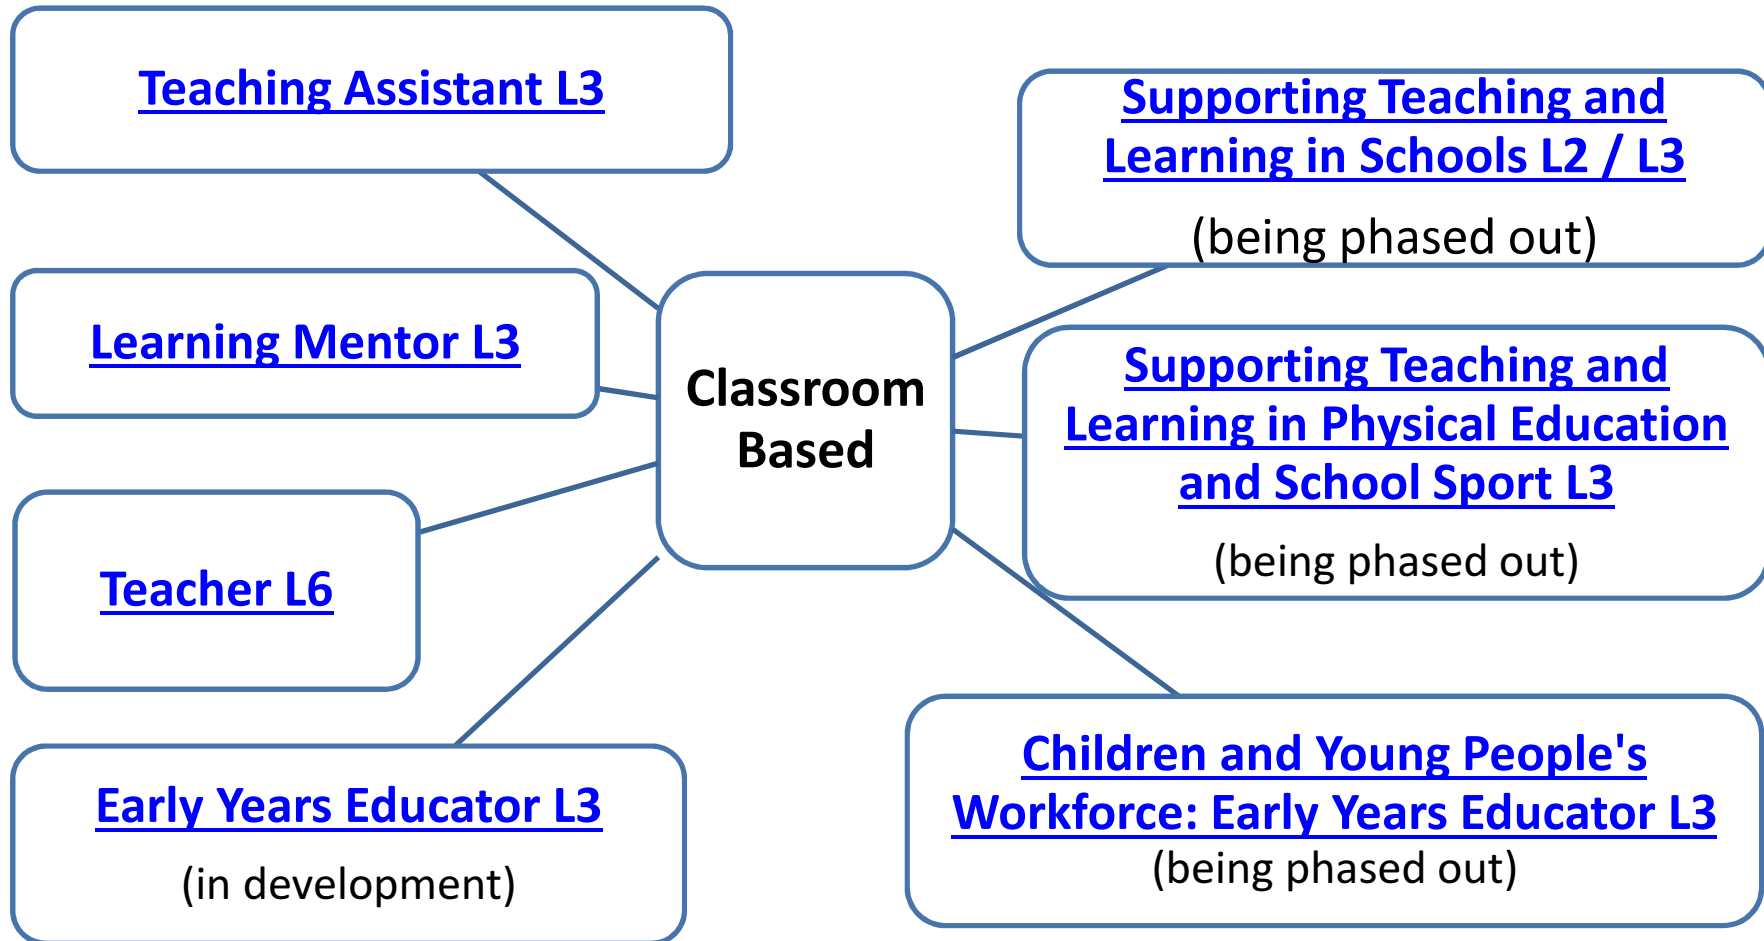 Teaching Assistant L3
Learning Mentor L3
Teacher L6
Early Years Educator L3
(in development)
Classroom
Based
Supporting Teaching and
Learning in Schools L2 / L3
(being phased out)
Supporting Teaching and
Learning in Physical Education
and School Sport L3
(being phased out)
Children and Young People's
Workforce: Early Years Educator L3
(being phased out)